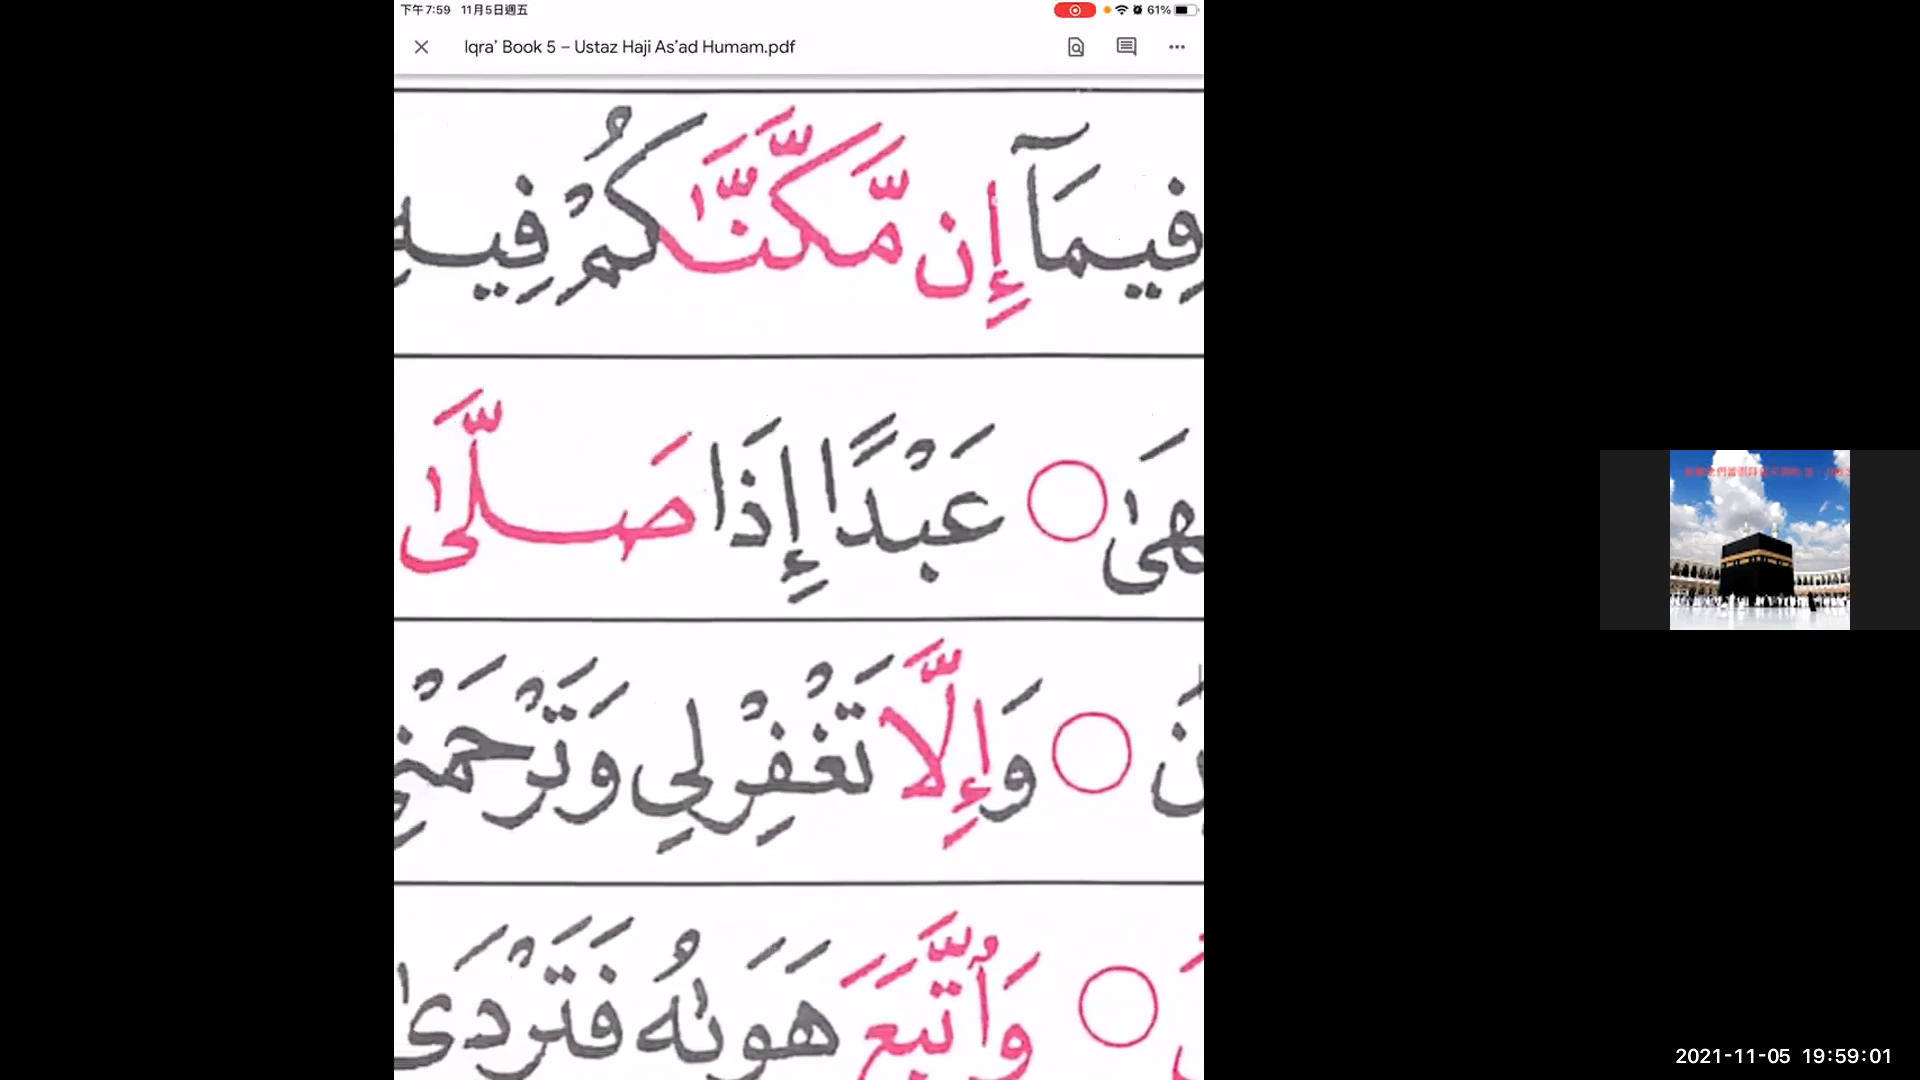 下午7:59 11月5日週五
61%
Iqra’ Book 5 – Ustaz Haji As’ad Humam.pdf
فِيمَآ إِن مَّكَّنَّٰكُمْ فِيهِ
عَبْدًا إِذَا صَلَّىٰ
وَإِلَّا تَغْفِرْ لِي وَتَرْحَمْنِي
وَٱتَّبَعَ هَوَىٰهُ فَتَرْدَىٰ
2021-11-05 19:59:01